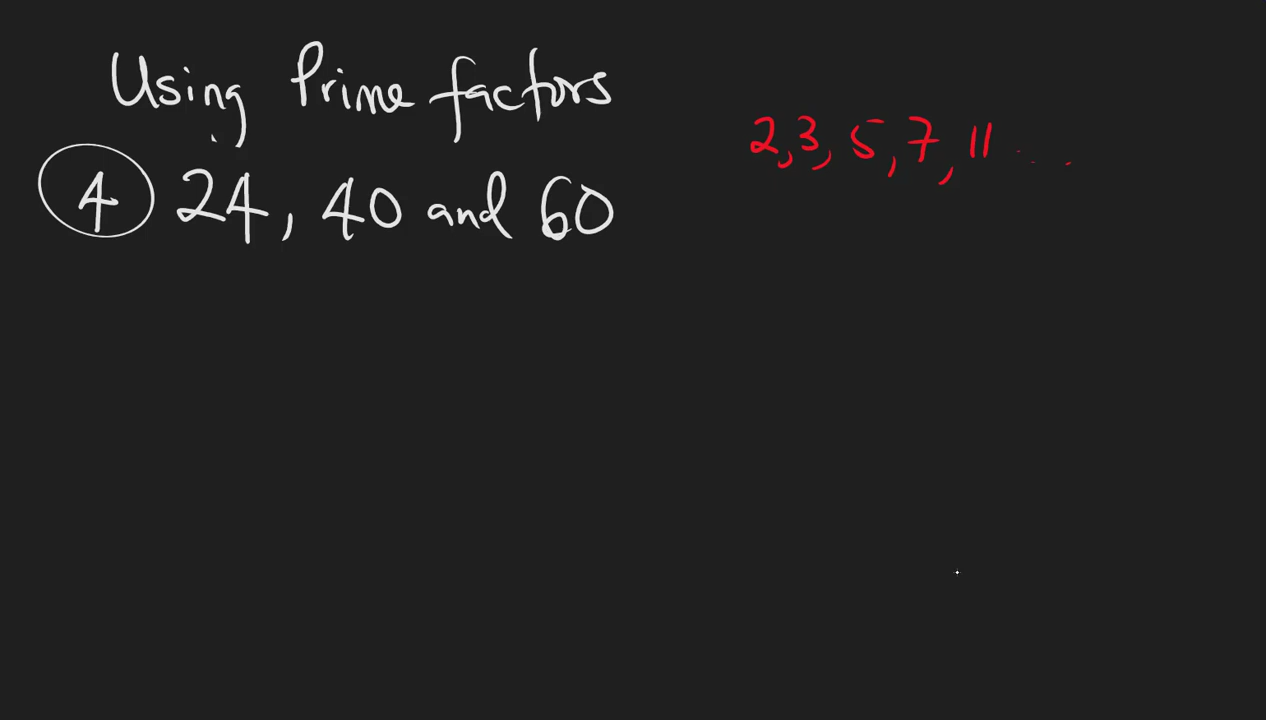 Using Prime factors
2, 3, 5, 7, 11 ....
4 24, 40 and 60